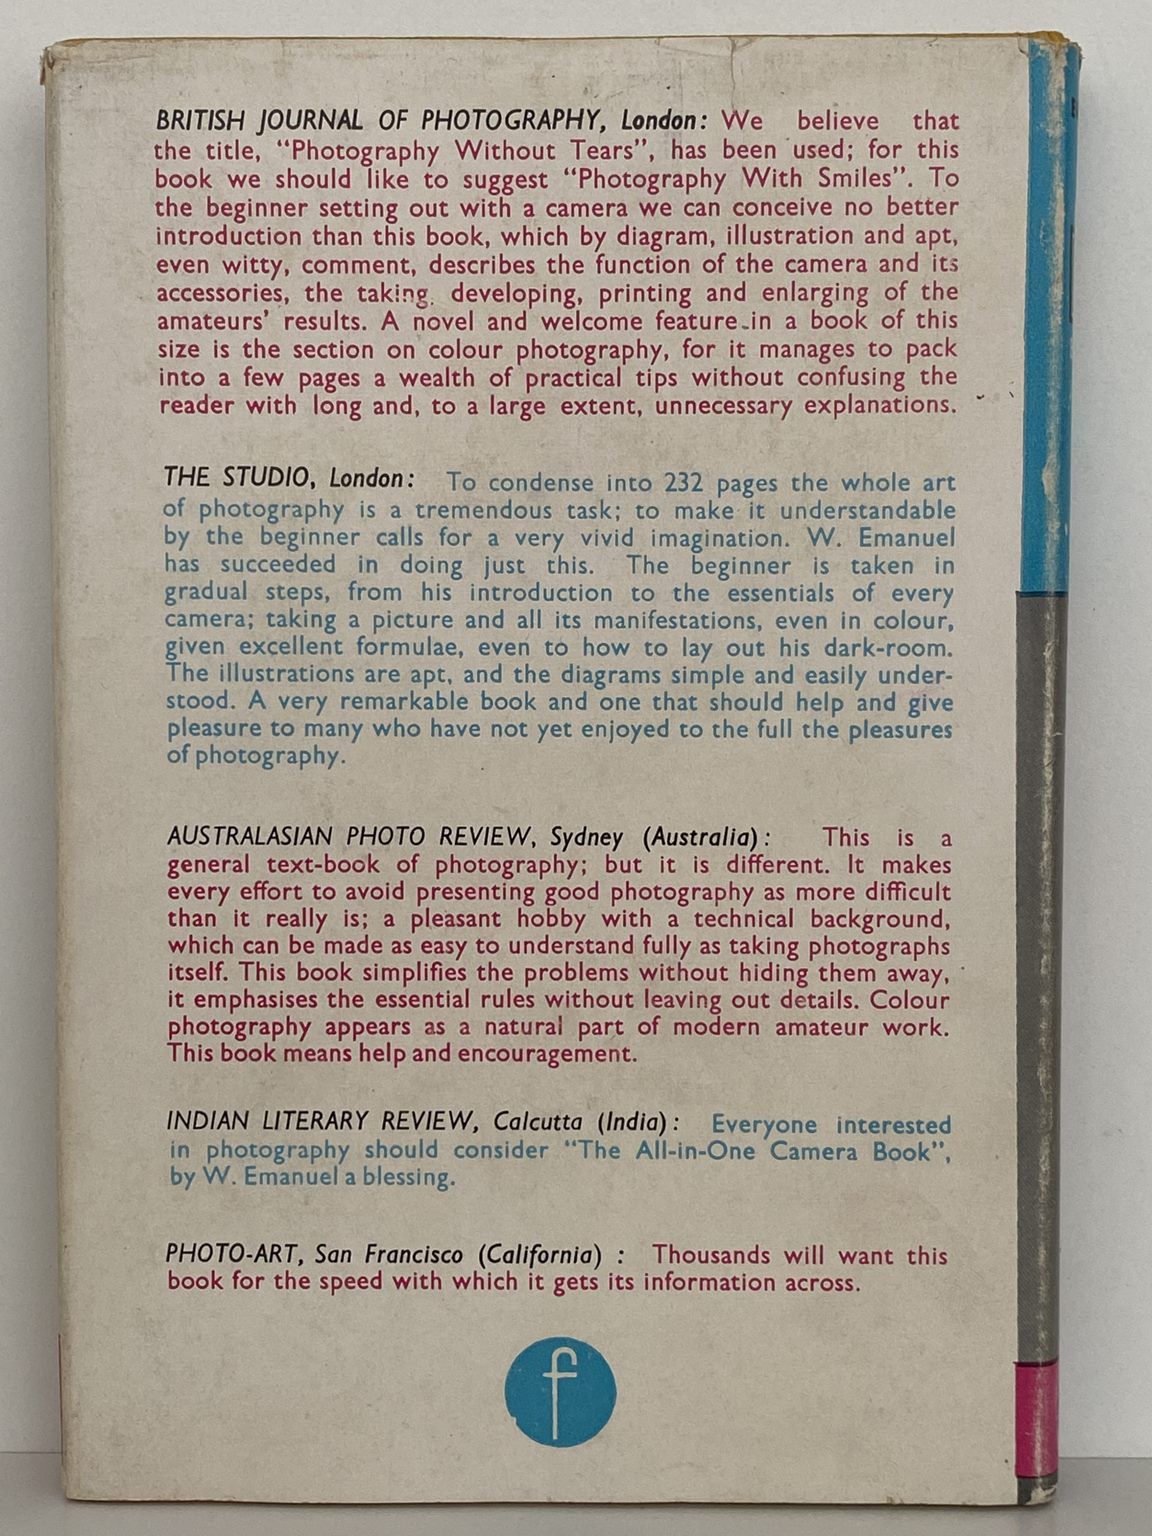 BRITISH JOURNAL OF PHOTOGRAPHY, London: We believe that
the title, “Photography Without Tears”, has been used; for this
book we should like to suggest “Photography With Smiles”. To
the beginner setting out with a camera we can conceive no better
introduction than this book, which by diagram, illustration and apt,
even witty, comment, describes the function of the camera and its
accessories, the taking, developing, printing and enlarging of the
amateurs’ results. A novel and welcome feature in a book of this
size is the section on colour photography, for it manages to pack
into a few pages a wealth of practical tips without confusing the
reader with long and, to a large extent, unnecessary explanations.
THE STUDIO, London: To condense into 232 pages the whole art
of photography is a tremendous task; to make it understandable
by the beginner calls for a very vivid imagination. W. Emanuel
has succeeded in doing just this. The beginner is taken in
gradual steps, from his introduction to the essentials of every
camera; taking a picture and all its manifestations, even in colour,
given excellent formulae, even to how to lay out his dark-room.
The illustrations are apt, and the diagrams simple and easily under-
stood. A very remarkable book and one that should help and give
pleasure to many who have not yet enjoyed to the full the pleasures
of photography.
AUSTRALASIAN PHOTO REVIEW, Sydney (Australia): This is a
general text-book of photography; but it is different. It makes
every effort to avoid presenting good photography as more difficult
than it really is; a pleasant hobby with a technical background,
which can be made as easy to understand fully as taking photographs
itself. This book simplifies the problems without hiding them away,
it emphasises the essential rules without leaving out details. Colour
photography appears as a natural part of modern amateur work.
This book means help and encouragement.
INDIAN LITERARY REVIEW, Calcutta (India): Everyone interested
in photography should consider “The All-in-One Camera Book”,
by W. Emanuel a blessing.
PHOTO-ART, San Francisco (California) : Thousands will want this
book for the speed with which it gets its information across.
f